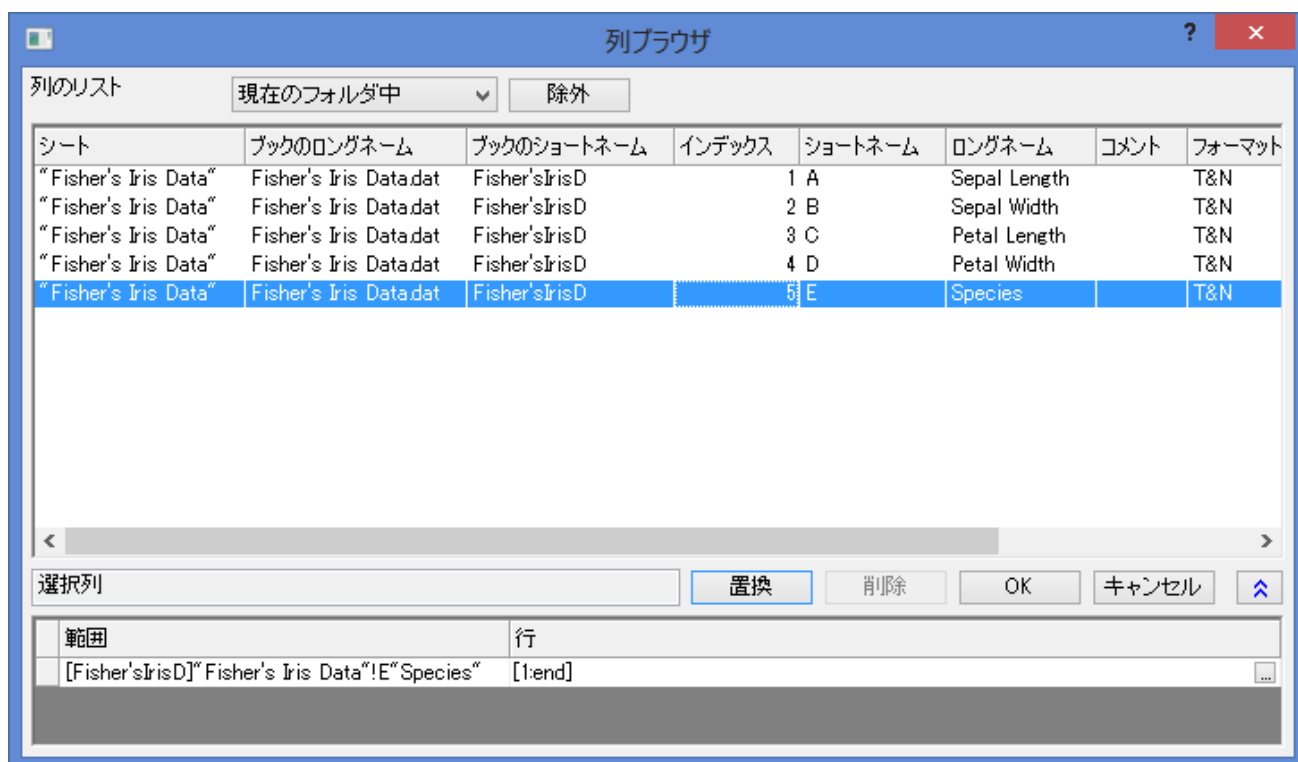 列ブラウザ
列のリスト 現在のフォルダ中 除外
シート ブックのロングネーム ブックのショートネーム インデックス ショートネーム ロングネーム コメント フォーマット
"Fisher's Iris Data" Fisher's Iris Data.dat Fisher'sIrisD 1 A Sepal Length T&N
"Fisher's Iris Data" Fisher's Iris Data.dat Fisher'sIrisD 2 B Sepal Width T&N
"Fisher's Iris Data" Fisher's Iris Data.dat Fisher'sIrisD 3 C Petal Length T&N
"Fisher's Iris Data" Fisher's Iris Data.dat Fisher'sIrisD 4 D Petal Width T&N
"Fisher's Iris Data" Fisher's Iris Data.dat Fisher'sIrisD 5 E Species T&N
選択列 置換 削除 OK キャンセル
範囲 行
[Fisher'sIrisD]"Fisher's Iris Data"!E"Species" [1:end] ...